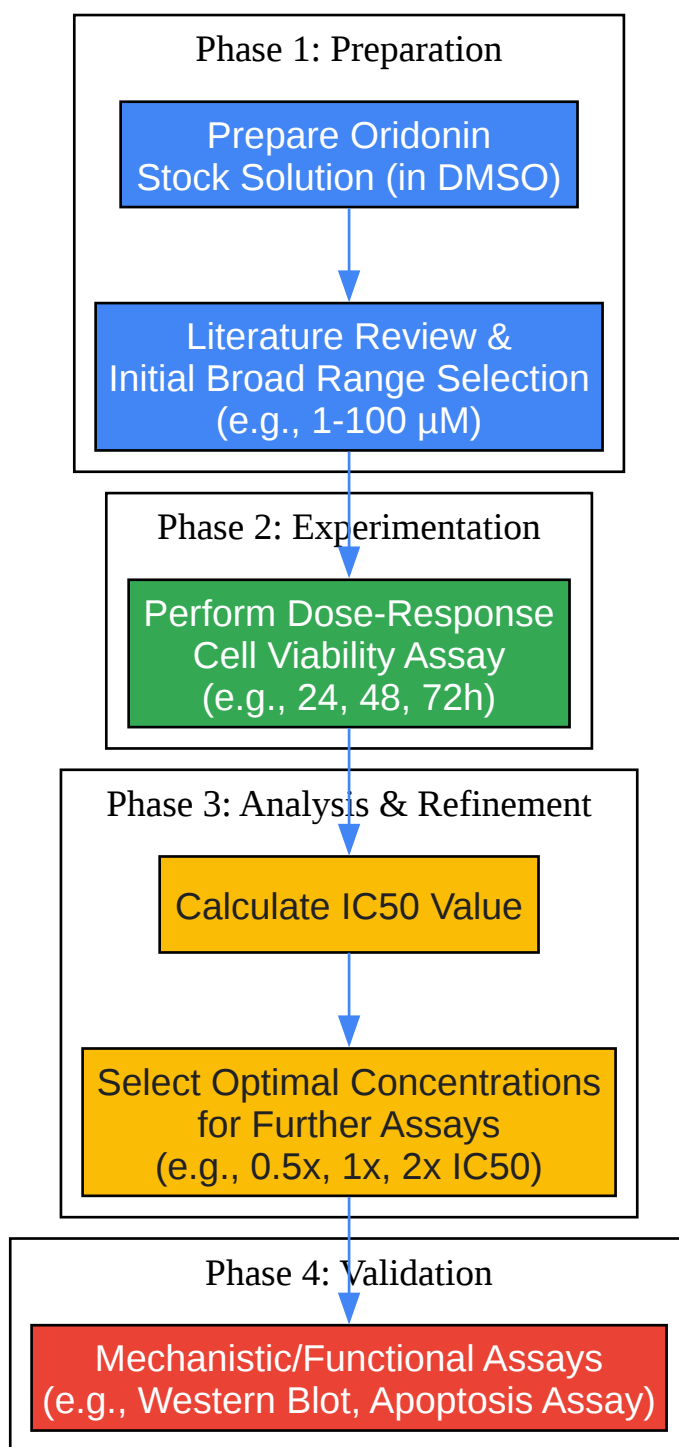 Phase 1: Preparation
Prepare Oridonin
Stock Solution (in DMSO)
Literature Review &
Initial Broad Range Selection
(e.g., 1-100 µM)
Phase 2: Experimentation
Perform Dose-Response
Cell Viability Assay
(e.g., 24, 48, 72h)
Phase 3: Analysis & Refinement
Calculate IC50 Value
Select Optimal Concentrations
for Further Assays
(e.g., 0.5x, 1x, 2x IC50)
Phase 4: Validation
Mechanistic/Functional Assays
(e.g., Western Blot, Apoptosis Assay)